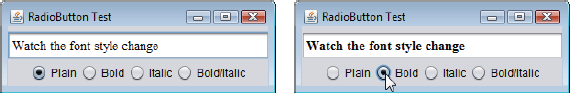 RadioButton Test
Watch the font style change
Plain Bold Italic Bold/Italic
RadioButton Test
Watch the font style change
Plain Bold Italic Bold/Italic